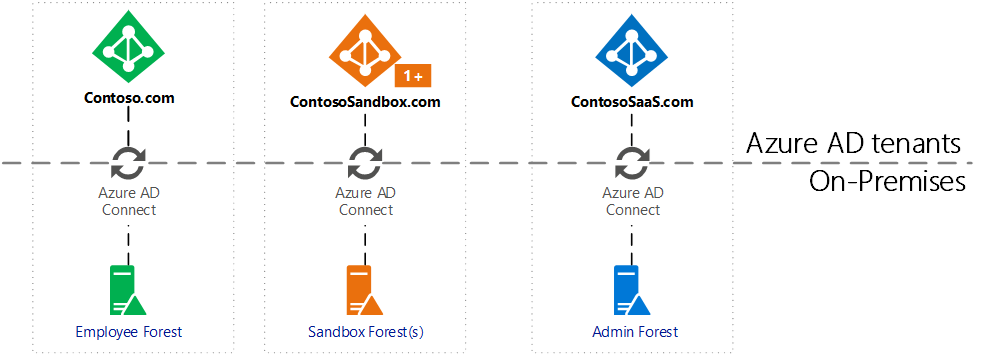 1+
Contoso.com
ContosoSandbox.com
ContosoSaaS.com
Azure AD tenants
On-Premises
Azure AD
Connect
Azure AD
Connect
Azure AD
Connect
Employee Forest
Sandbox Forest(s)
Admin Forest